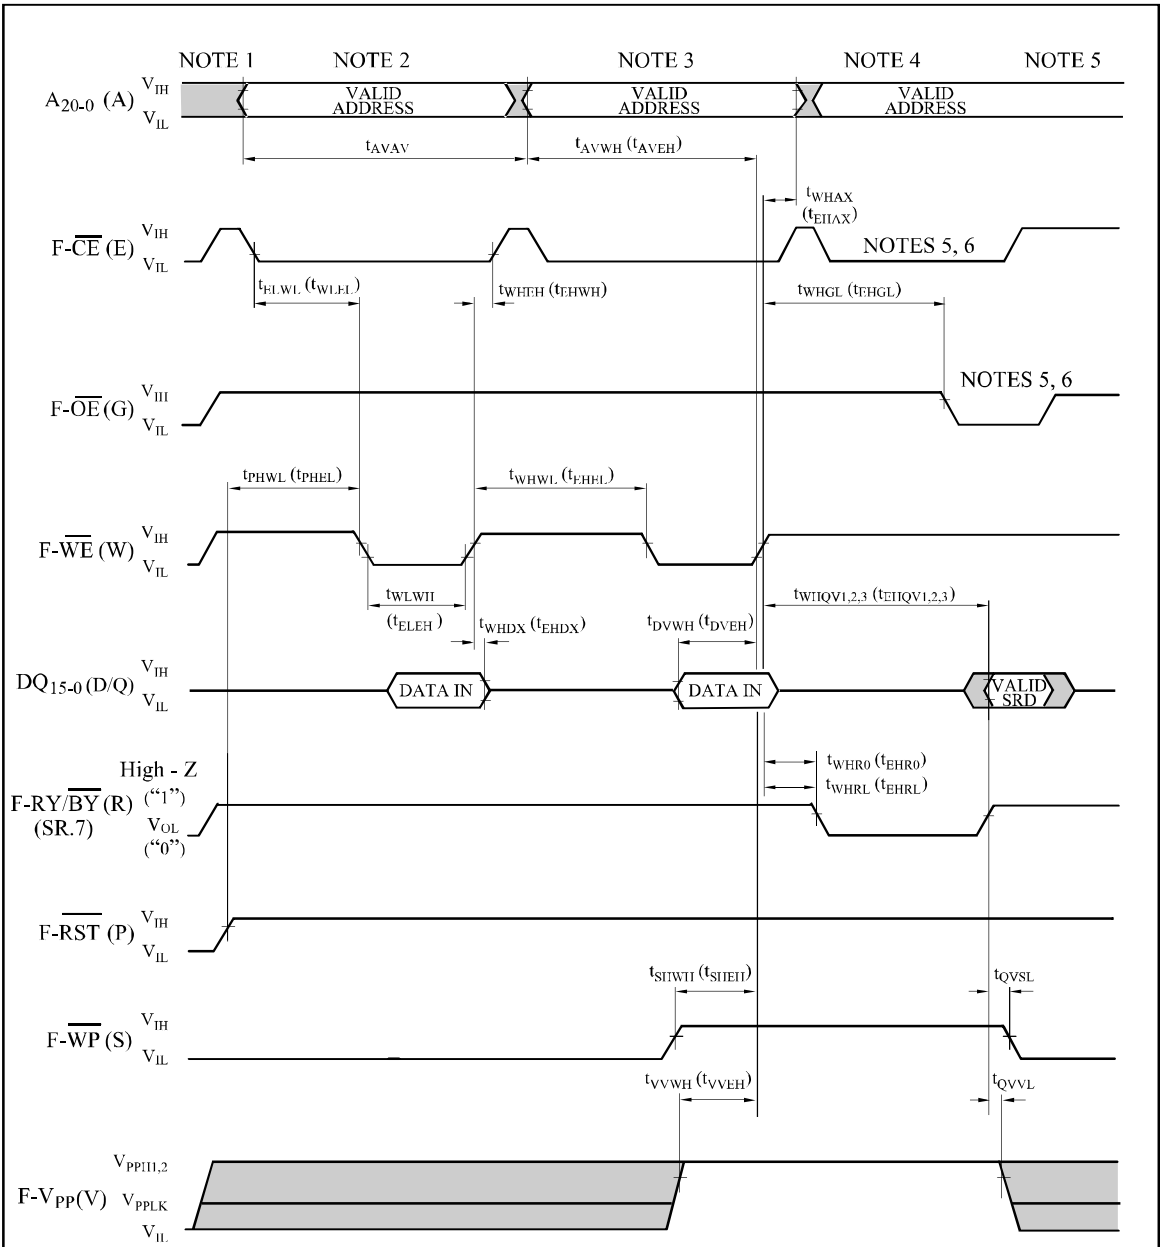 NOTE 1 NOTE 2 NOTE 3 NOTE 4 NOTE 5
A20-0 (A) VIH VIL
VALID ADDRESS
VALID ADDRESS
VALID ADDRESS
tAVAV
tAVWH (tAVEH)
tWHAX
(tEHAX)
F-CE (E) VIH VIL
NOTES 5, 6
tELWL (tWLEL)
tWHEH (tEHWH)
tWHGL (tEHGL)
F-OE (G) VIH VIL
NOTES 5, 6
tPHWL (tPHEL)
tWHWL (tEHEL)
F-WE (W) VIH VIL
tWLWH
(tELEH)
tWHDX (tEHDX)
tDVWH (tDVEH)
tWHQV1,2,3 (tEHQV1,2,3)
DQ15-0 (D/Q) VIH VIL
DATA IN
DATA IN
VALID SRD
tWHR0 (tEHR0)
tWHRL (tEHRL)
High - Z
("1")
F-RY/BY (R)
(SR.7)
VOL
("0")
F-RST (P) VIH VIL
tSHWH (tSHEH)
tQVSL
F-WP (S) VIH VIL
tVVWH (tVVEH)
tQVVL
F-VPP (V) VPPH1,2
VPPLK
VIL